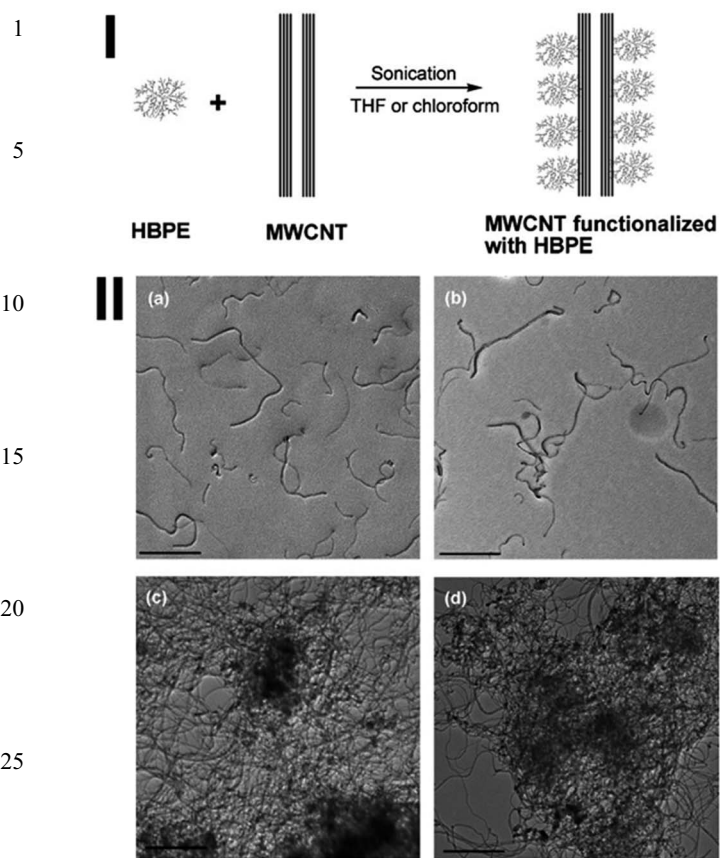 1
I
Sonication
+
THF or chloroform
5
HBPE
MWCNT
MWCNT functionalized
with HBPE
10
II
(a)
(b)
15
20
(c)
(d)
25